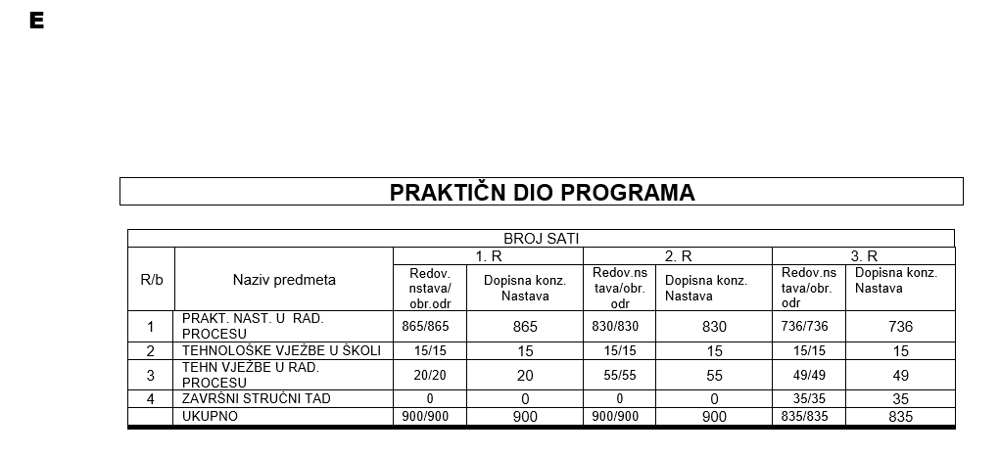 E
PRAKTIČN DIO PROGRAMA
BROJ SATI
R/b Naziv predmeta 1. R 2. R 3. R
Redov. nstava/ obr.odr Dopisna konz. Nastava Redov.ns tava/obr. odr Dopisna konz. Nastava Redov.ns tava/obr. odr Dopisna konz. Nastava
1 PRAKT. NAST. U RAD. PROCESU 865/865 865 830/830 830 736/736 736
2 TEHNOLOŠKE VJEŽBE U ŠKOLI 15/15 15 15/15 15 15/15 15
3 TEHN VJEŽBE U RAD. PROCESU 20/20 20 55/55 55 49/49 49
4 ZAVRŠNI STRUČNI TAD 0 0 0 0 35/35 35
UKUPNO 900/900 900 900/900 900 835/835 835